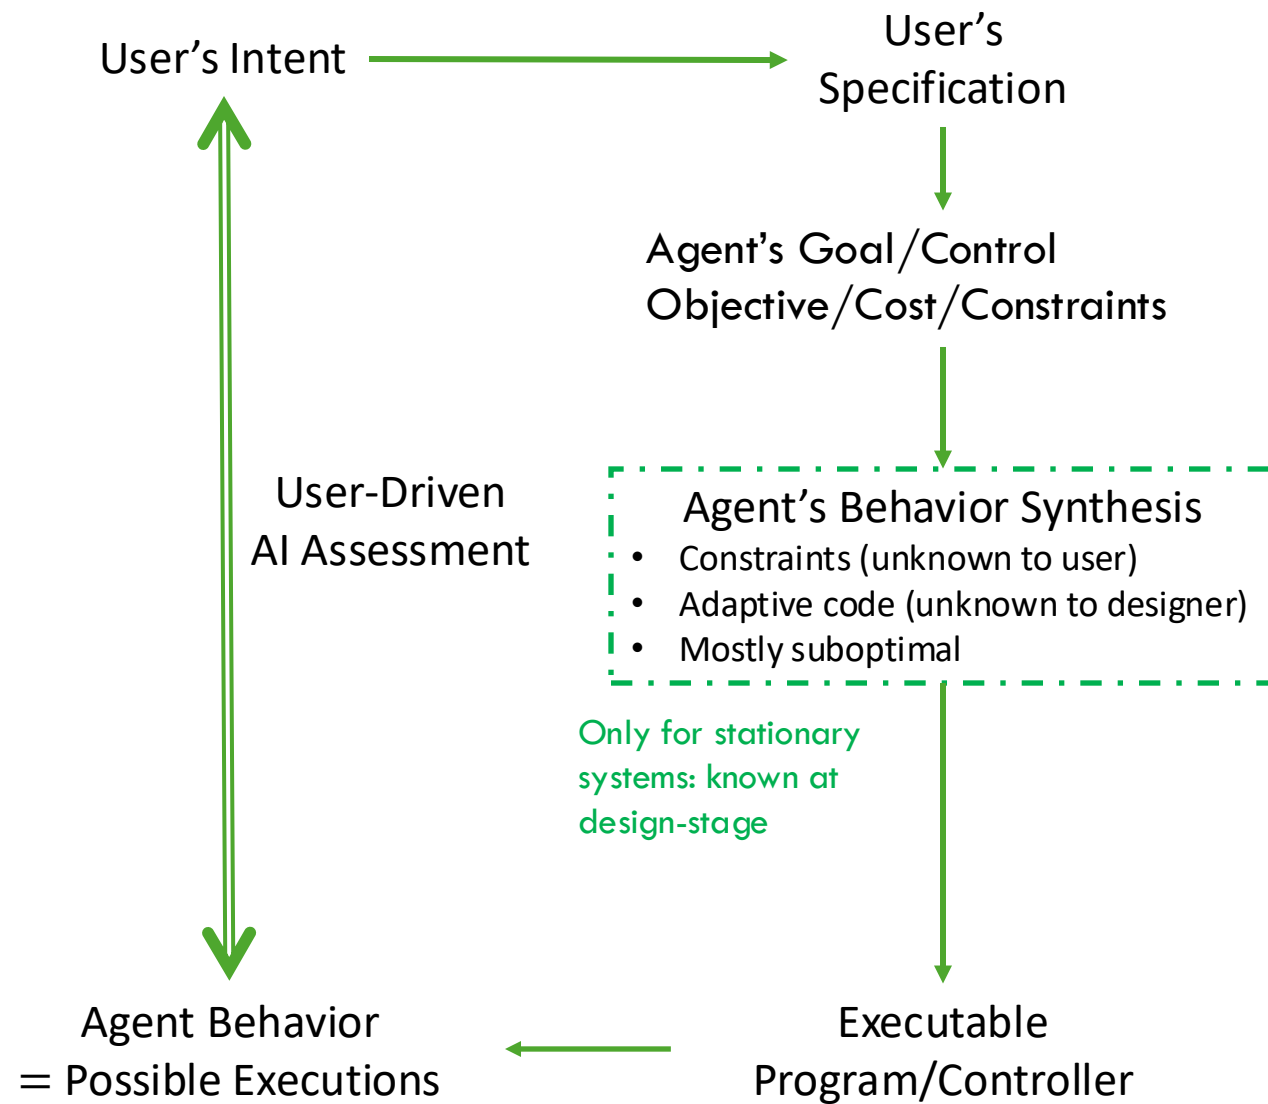 User's Intent
User's
Specification
Agent's Goal/Control
Objective/Cost/Constraints
User-Driven
AI Assessment
Agent's Behavior Synthesis
• Constraints (unknown to user)
• Adaptive code (unknown to designer)
• Mostly suboptimal
Only for stationary
systems: known at
design-stage
Agent Behavior
= Possible Executions
Executable
Program/Controller